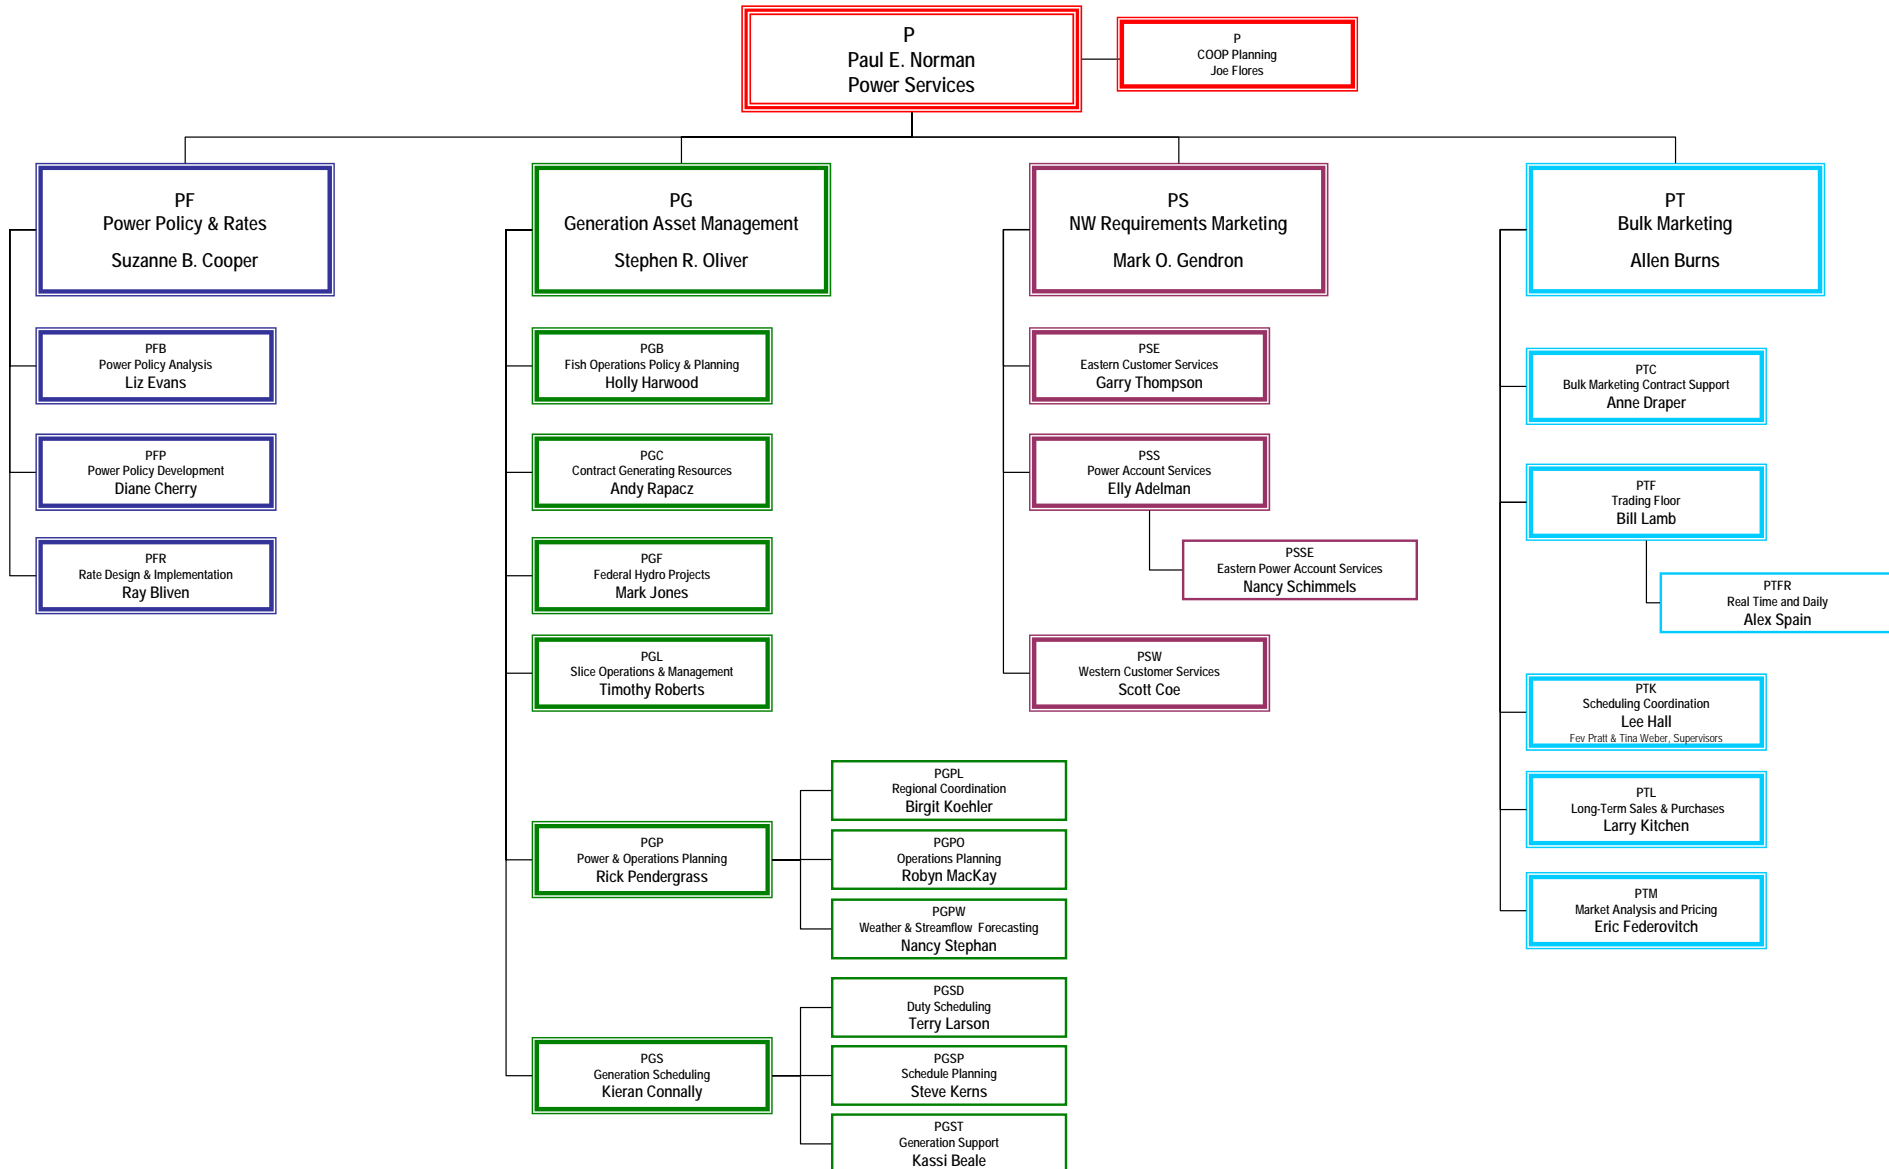 P
Paul E. Norman
Power Services
P
COOP Planning
Joe Flores
PF
Power Policy & Rates
Suzanne B. Cooper
PFB
Power Policy Analysis
Liz Evans
PFP
Power Policy Development
Diane Cherry
PFR
Rate Design & Implementation
Ray Bliven
PG
Generation Asset Management
Stephen R. Oliver
PGB
Fish Operations Policy & Planning
Holly Harwood
PGC
Contract Generating Resources
Andy Rapacz
PGF
Federal Hydro Projects
Mark Jones
PGL
Slice Operations & Management
Timothy Roberts
PGP
Power & Operations Planning
Rick Pendergrass
PGPL
Regional Coordination
Birgit Koehler
PGPO
Operations Planning
Robyn MacKay
PGPW
Weather & Streamflow Forecasting
Nancy Stephan
PGS
Generation Scheduling
Kieran Connally
PGSD
Duty Scheduling
Terry Larson
PGSP
Schedule Planning
Steve Kerns
PGST
Generation Support
Kassi Beale
PS
NW Requirements Marketing
Mark O. Gendron
PSE
Eastern Customer Services
Garry Thompson
PSS
Power Account Services
Elly Adelman
PSSE
Eastern Power Account Services
Nancy Schimmels
PSW
Western Customer Services
Scott Coe
PT
Bulk Marketing
Allen Burns
PTC
Bulk Marketing Contract Support
Anne Draper
PTF
Trading Floor
Bill Lamb
PTFR
Real Time and Daily
Alex Spain
PTK
Scheduling Coordination
Lee Hall
Fev Pratt & Tina Weber, Supervisors
PTL
Long-Term Sales & Purchases
Larry Kitchen
PTM
Market Analysis and Pricing
Eric Federovitch